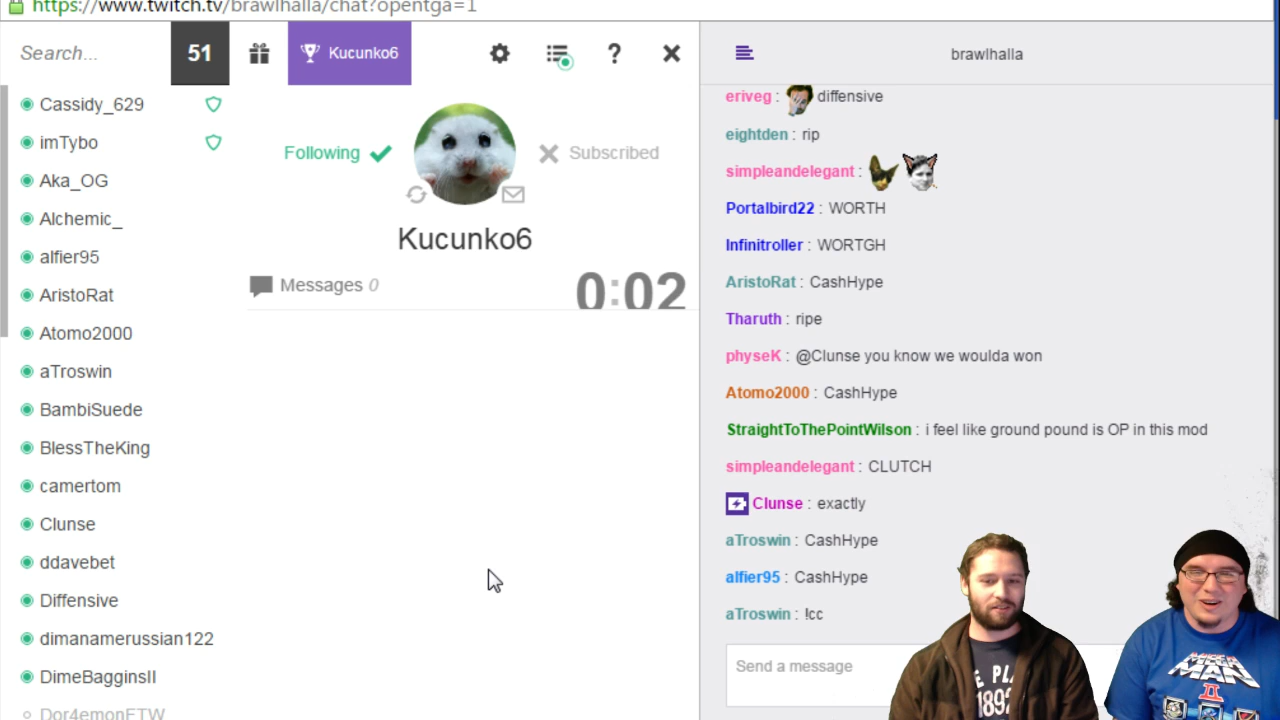 https://www.twitch.tv/brawlhalla/chat?opentga=1
Search...
51
Kucunko6
?
brawlhalla
Cassidy_629
imTybo
Aka_OG
Alchemic_
alfier95
AristoRat
Atomo2000
aTroswin
BambiSuede
BlessTheKing
camertom
Clunse
ddavebet
Diffensive
dimanamerussian122
DimeBagginsII
Dor4emonFTW
Following
Subscribed
Kucunko6
Messages 0
0:02
eriveg : diffensive
eightden : rip
simpleandelegant :
Portalbird22 : WORTH
Infinitroller : WORTGH
AristoRat : CashHype
Tharuth : ripe
physeK : @Clunse you know we woulda won
Atomo2000 : CashHype
StraightToThePointWilson : i feel like ground pound is OP in this mod
simpleandelegant : CLUTCH
Clunse : exactly
aTroswin : CashHype
alfier95 : CashHype
aTroswin : !cc
Send a message
MEGA
MAN
II